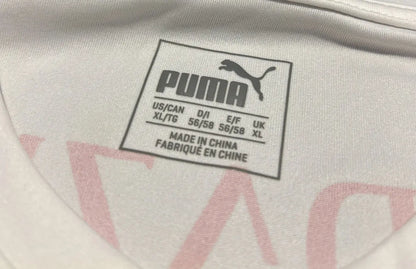 PUMA
US/CAN D/I E/F UK
XL/TG 56/58 56/58 XL
MADE IN CHINA
FABRIQUÉ EN CHINE